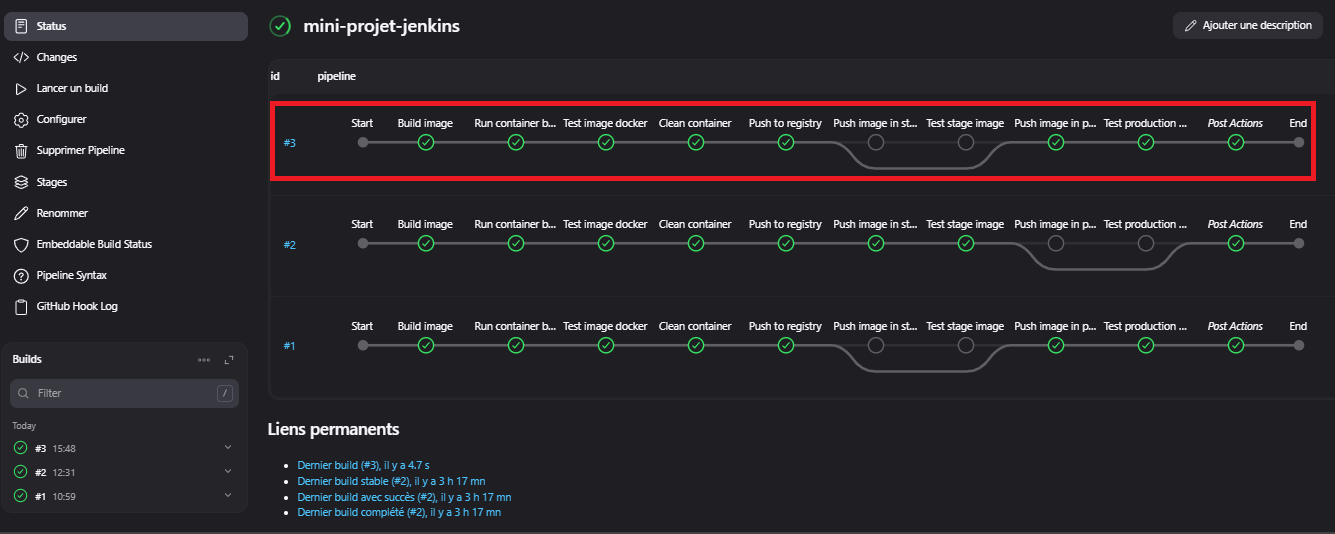 Status
Changes
Lancer un build
Configurer
Supprimer Pipeline
Stages
Renommer
Embeddable Build Status
Pipeline Syntax
GitHub Hook Log
Builds
Filter /
Today
#3 15:48
#2 12:31
#1 10:59
mini-projet-jenkins
Ajouter une description
id pipeline
Start Build image Run container b... Test image docker Clean container Push to registry Push image in st... Test stage image Push image in p... Test production ... Post Actions End
#3
Start Build image Run container b... Test image docker Clean container Push to registry Push image in st... Test stage image Push image in p... Test production ... Post Actions End
#2
Start Build image Run container b... Test image docker Clean container Push to registry Push image in st... Test stage image Push image in p... Test production ... Post Actions End
#1
Liens permanents
Dernier build (#3), il y a 4.7 s
Dernier build stable (#2), il y a 3 h 17 mn
Dernier build avec succès (#2), il y a 3 h 17 mn
Dernier build complété (#2), il y a 3 h 17 mn